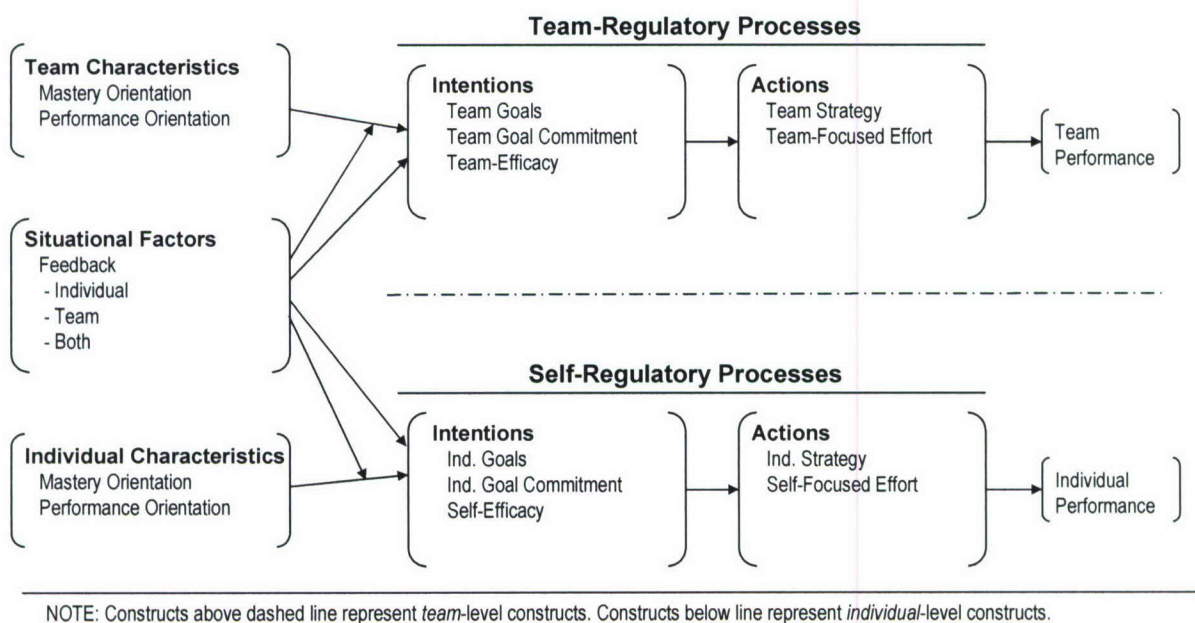 Team-Regulatory Processes
Team Characteristics
Mastery Orientation
Performance Orientation
Intentions
Team Goals
Team Goal Commitment
Team-Efficacy
Actions
Team Strategy
Team-Focused Effort
Team
Performance
Situational Factors
Feedback
- Individual
- Team
- Both
Self-Regulatory Processes
Individual Characteristics
Mastery Orientation
Performance Orientation
Intentions
Ind. Goals
Ind. Goal Commitment
Self-Efficacy
Actions
Ind. Strategy
Self-Focused Effort
Individual
Performance
NOTE: Constructs above dashed line represent team-level constructs. Constructs below line represent individual-level constructs.